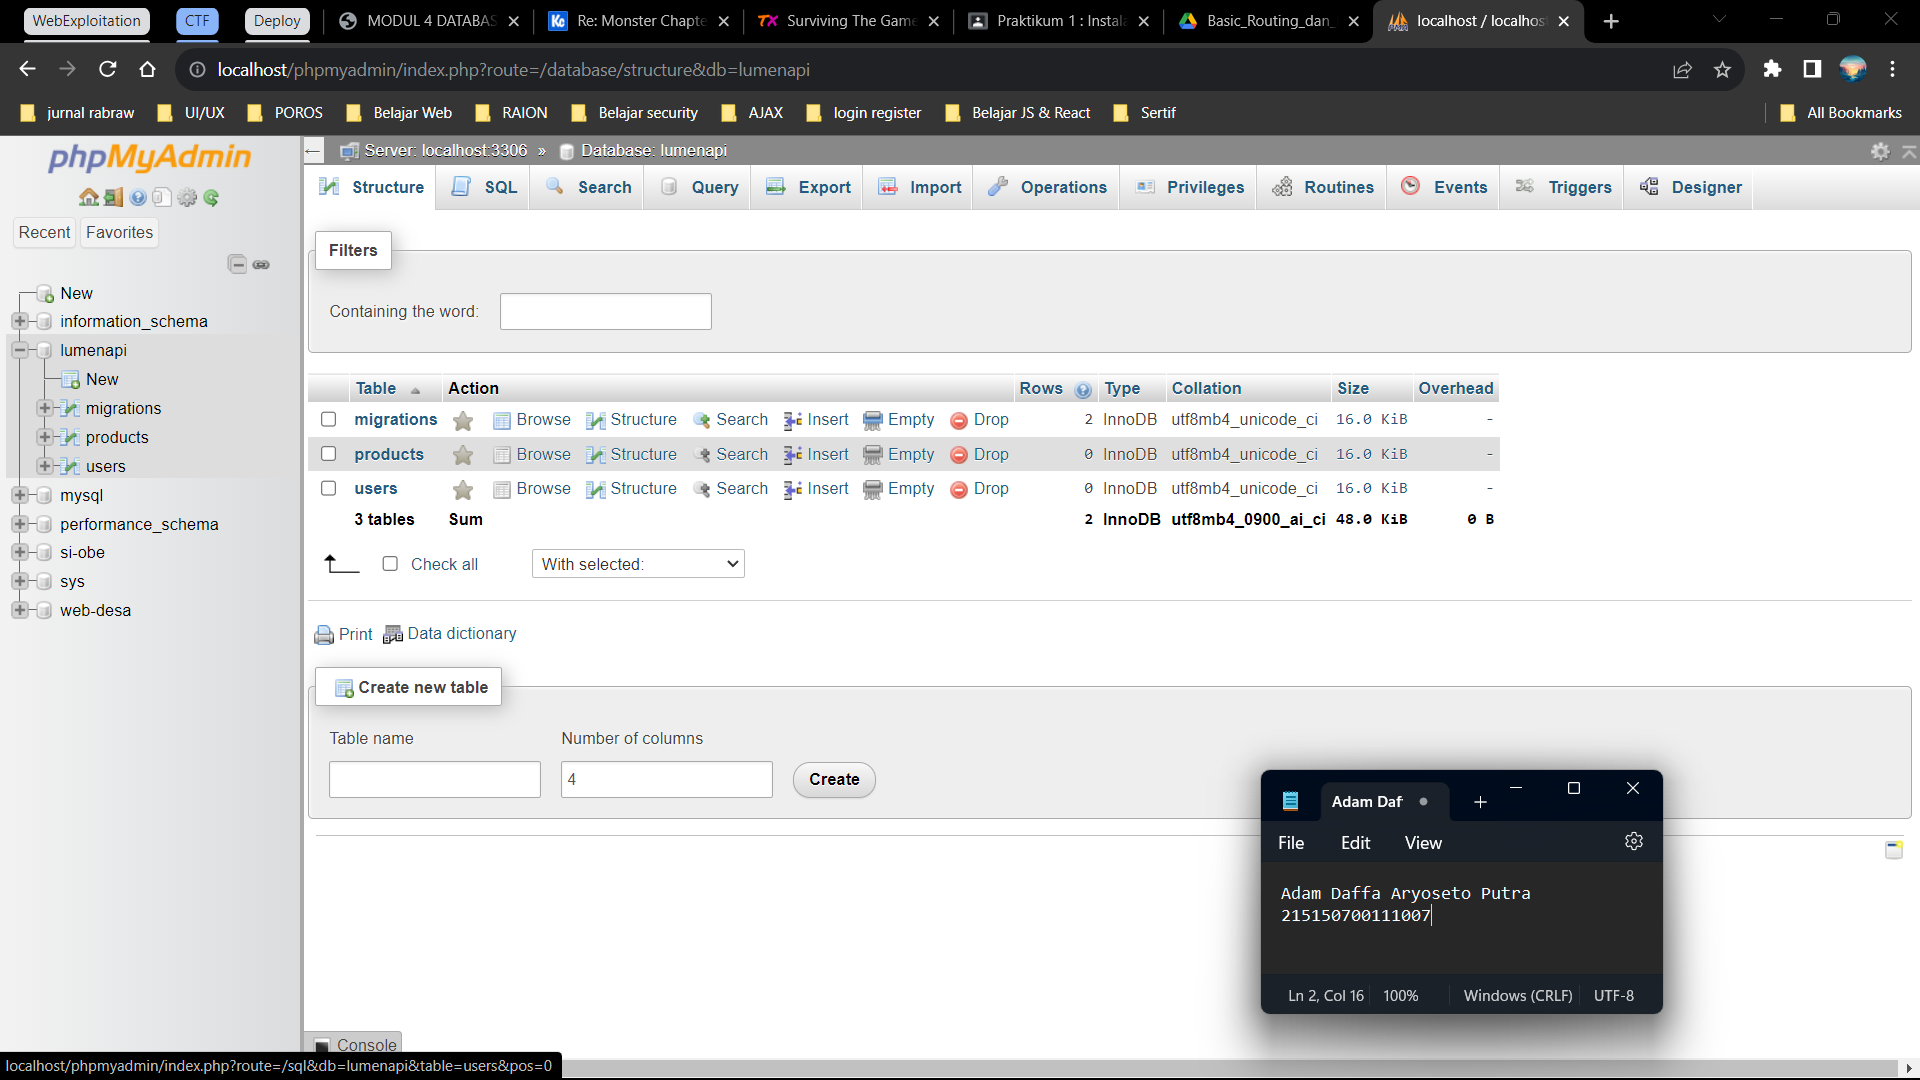 WebExploitation CTF Deploy MODUL 4 DATABAS Re: Monster Chapte Surviving The Game Praktikum 1 : Instala Basic_Routing_dan_ localhost / localhos
localhost/phpmyadmin/index.php?route=/database/structure&db=lumenapi
jurnal rabraw UI/UX POROS Belajar Web RAION Belajar security AJAX login register Belajar JS & React Sertif All Bookmarks
phpMyAdmin
Recent Favorites
New
information_schema
lumenapi
New
migrations
products
users
mysql
performance_schema
si-obe
sys
web-desa
Server: localhost:3306 » Database: lumenapi
Structure SQL Search Query Export Import Operations Privileges Routines Events Triggers Designer
Filters
Containing the word:
Table Action Rows Type Collation Size Overhead
migrations Browse Structure Search Insert Empty Drop 2 InnoDB utf8mb4_unicode_ci 16.0 KiB -
products Browse Structure Search Insert Empty Drop 0 InnoDB utf8mb4_unicode_ci 16.0 KiB -
users Browse Structure Search Insert Empty Drop 0 InnoDB utf8mb4_unicode_ci 16.0 KiB -
3 tables Sum 2 InnoDB utf8mb4_0900_ai_ci 48.0 KiB 0 B
Check all With selected:
Print Data dictionary
Create new table
Table name Number of columns
4 Create
Console
localhost/phpmyadmin/index.php?route=/sql&db=lumenapi&table=users&pos=0
Adam Daf
File Edit View
Adam Daffa Aryoseto Putra
215150700111007
Ln 2, Col 16 100% Windows (CRLF) UTF-8